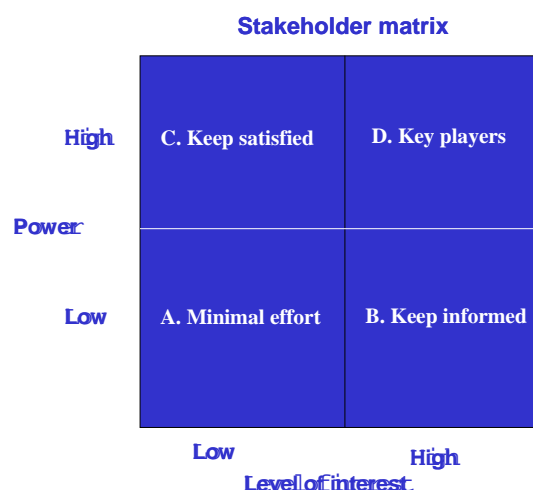 Stakeholder matrix
High
C. Keep satisfied
D. Key players
Power
Low
A. Minimal effort
B. Keep informed
Low
High
Level of interest